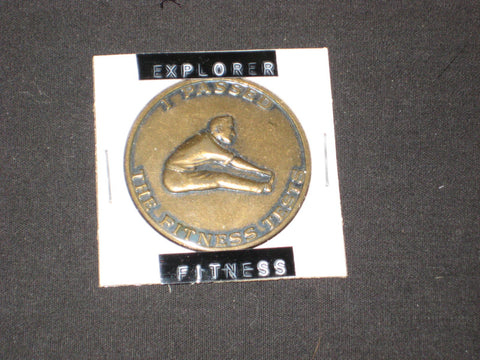 EXPLORER
I PASSED
THE FITNESS TESTS
FITNESS